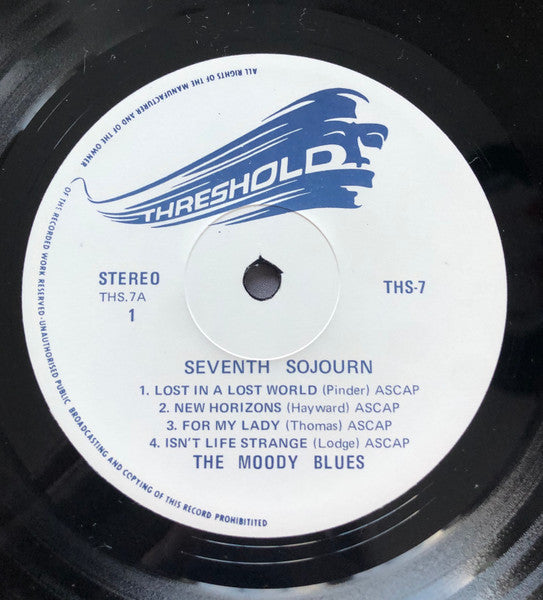 ALL RIGHTS OF THE MANUFACTURER AND OF THE OWNER
OF THE RECORDED WORK RESERVED-UNAUTHORISED PUBLIC BROADCASTING AND COPYING OF THIS RECORD PROHIBITITED
THRESHOLD
STEREO
THS.7A
1
THS-7
SEVENTH SOJOURN
1. LOST IN A LOST WORLD (Pinder) ASCAP
2. NEW HORIZONS (Hayward) ASCAP
3. FOR MY LADY (Thomas) ASCAP
4. ISN'T LIFE STRANGE (Lodge) ASCAP
THE MOODY BLUES